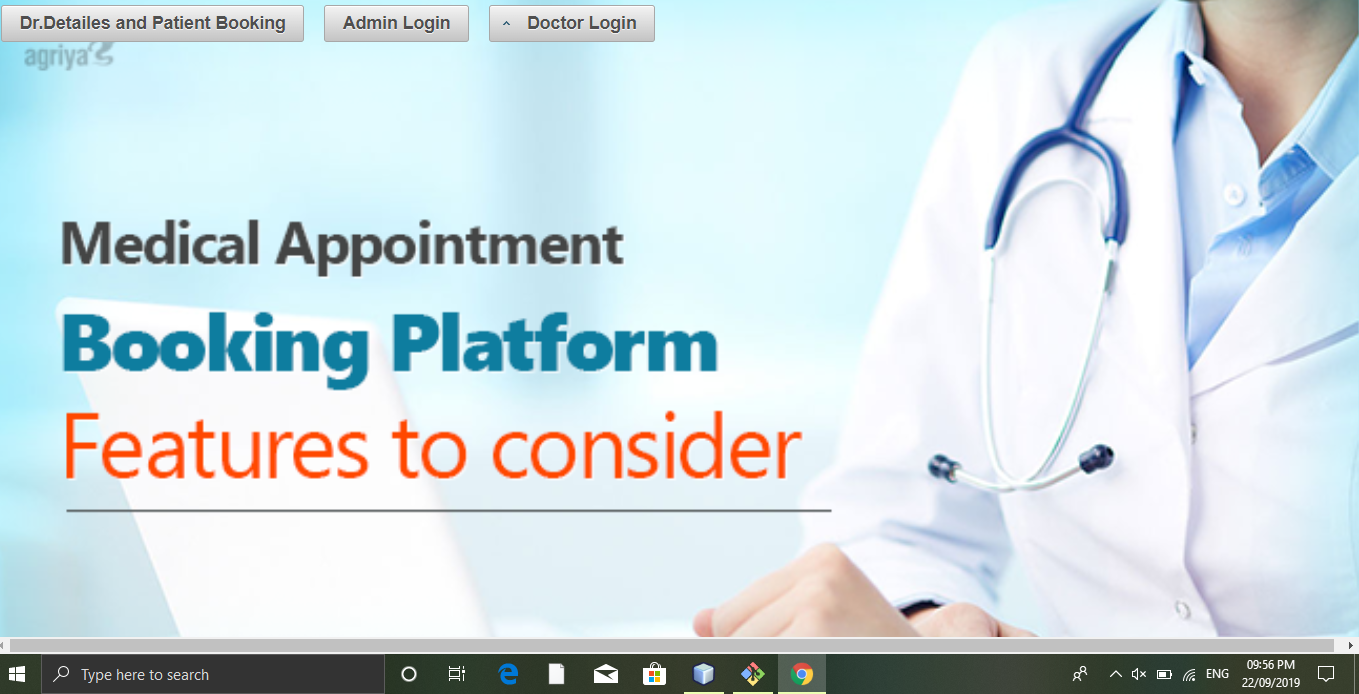 Dr.Detailes and Patient Booking
Admin Login
Doctor Login
agriya
Medical Appointment
Booking Platform
Features to consider
Type here to search
ENG
09:56 PM
22/09/2019